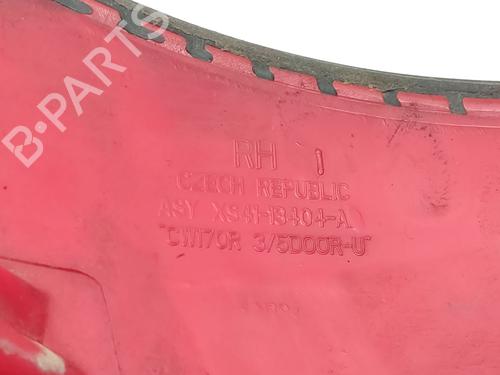 B-PARTS
RH 1
CZECH REPUBLIC
ASY XS41-13404-A
"CW170R 3/5DOOR-U"